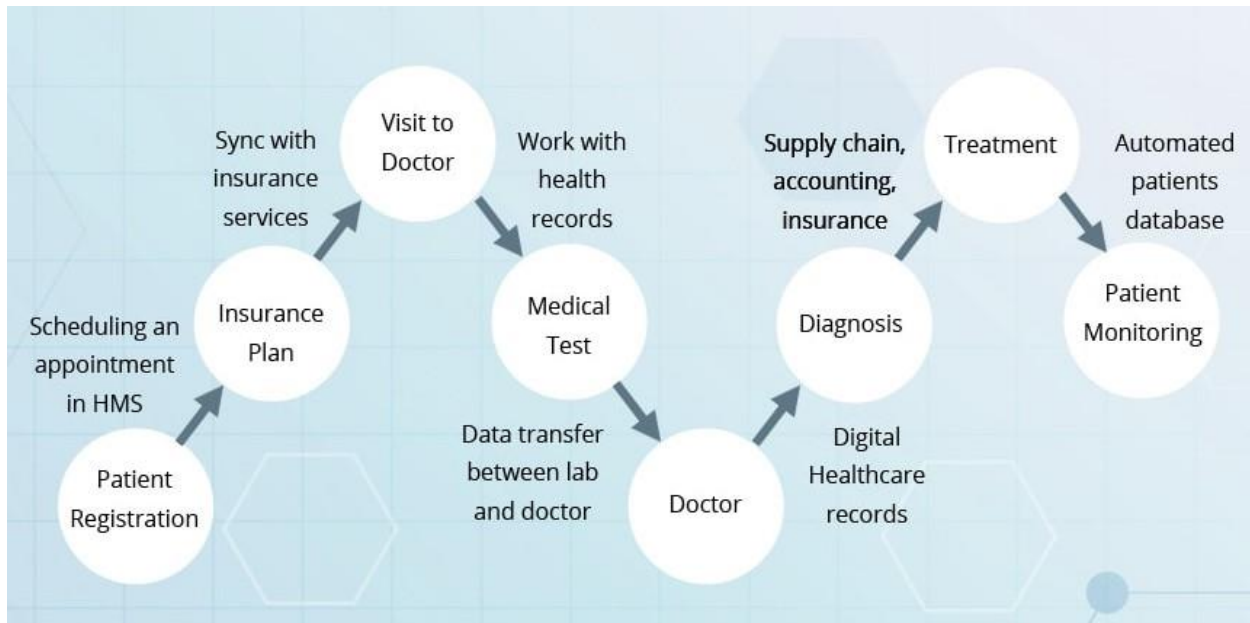 Patient
Registration
Scheduling an
appointment
in HMS
Insurance
Plan
Sync with
insurance
services
Visit to
Doctor
Work with
health
records
Medical
Test
Data transfer
between lab
and doctor
Doctor
Digital
Healthcare
records
Diagnosis
Supply chain,
accounting,
insurance
Treatment
Automated
patients
database
Patient
Monitoring